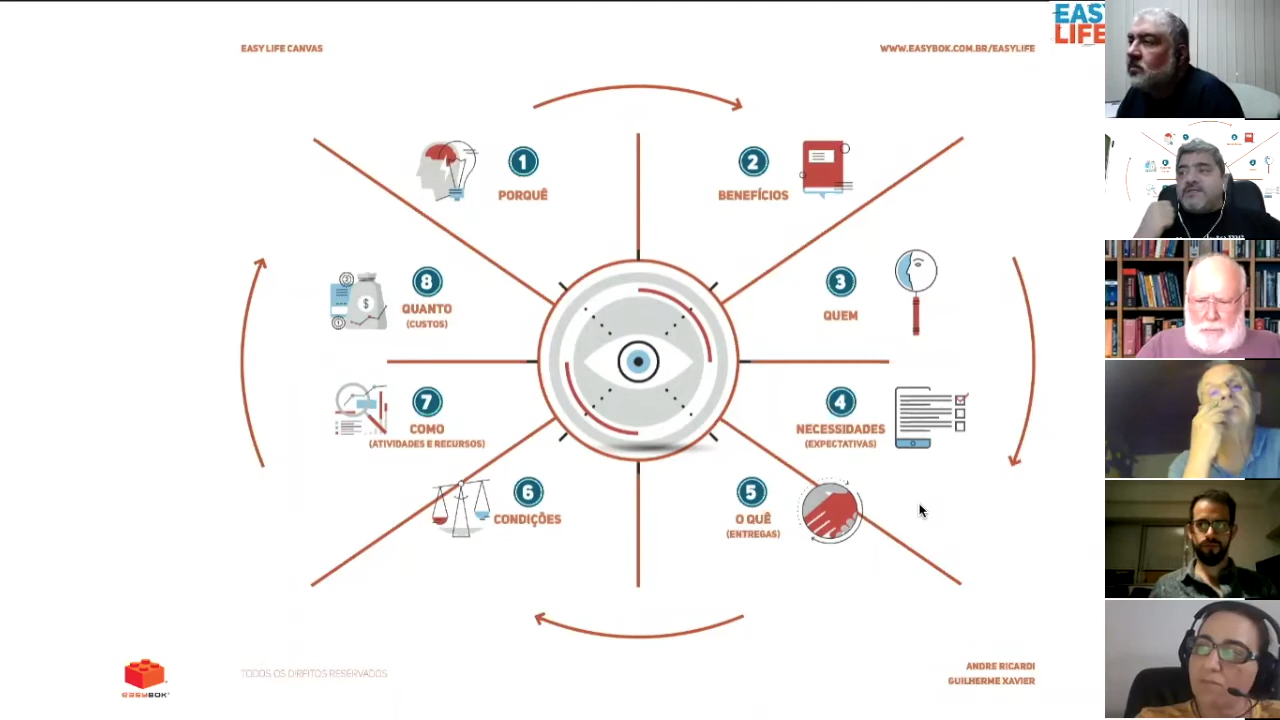 EASY LIFE CANVAS
WWW.EASYBOK.COM.BR/EASYLIFE
EASY
LIFE
1
PORQUÊ
2
BENEFÍCIOS
3
QUEM
4
NECESSIDADES
(EXPECTATIVAS)
5
O QUÊ
(ENTREGAS)
6
CONDIÇÕES
7
COMO
(ATIVIDADES E RECURSOS)
8
QUANTO
(CUSTOS)
$
EASYBOK
TODOS OS DIREITOS RESERVADOS
ANDRE RICARDI
GUILHERME XAVIER